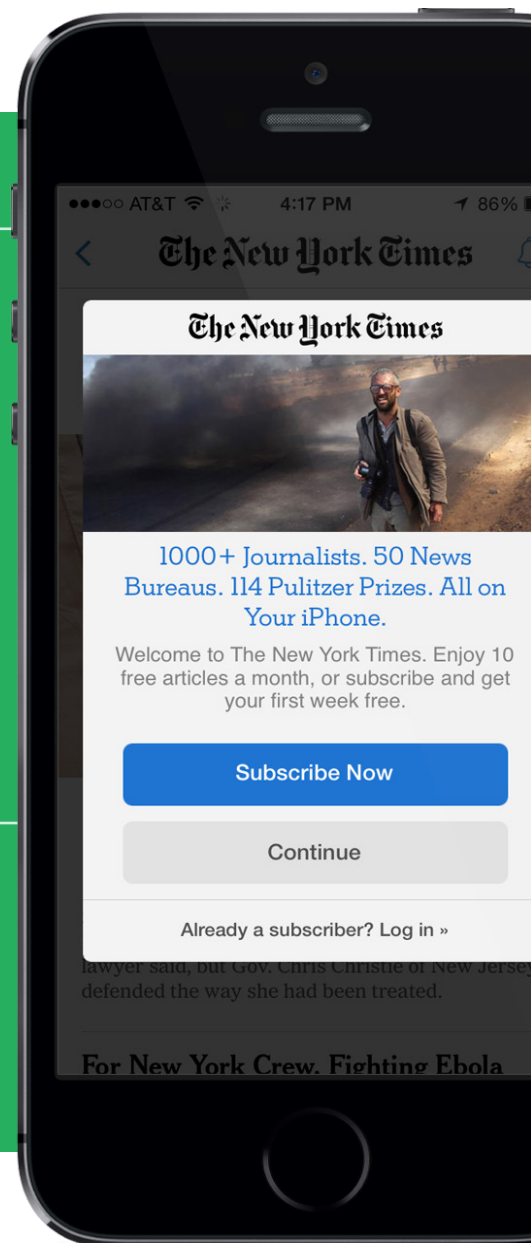 AT&T 4:17 PM 86%
The New York Times
The New York Times
1000+ Journalists. 50 News
Bureaus. 114 Pulitzer Prizes. All on
Your iPhone.
Welcome to The New York Times. Enjoy 10
free articles a month, or subscribe and get
your first week free.
Subscribe Now
Continue
Already a subscriber? Log in »
lawyer said, but Gov. Chris Christie of New Jersey
defended the way she had been treated.
For New York Crew, Fighting Ebola